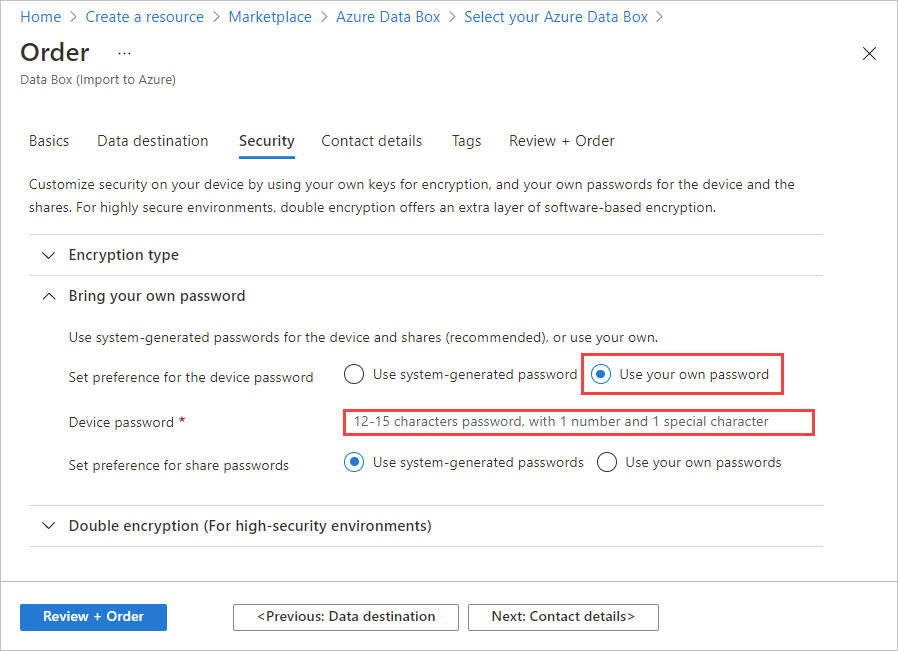 Home > Create a resource > Marketplace > Azure Data Box > Select your Azure Data Box >
Order ...
Data Box (Import to Azure)
Basics Data destination Security Contact details Tags Review + Order
Customize security on your device by using your own keys for encryption, and your own passwords for the device and the
shares. For highly secure environments, double encryption offers an extra layer of software-based encryption.
Encryption type
Bring your own password
Use system-generated passwords for the device and shares (recommended), or use your own.
Set preference for the device password Use system-generated password Use your own password
Device password * 12-15 characters password, with 1 number and 1 special character
Set preference for share passwords Use system-generated passwords Use your own passwords
Double encryption (For high-security environments)
Review + Order <Previous: Data destination Next: Contact details>